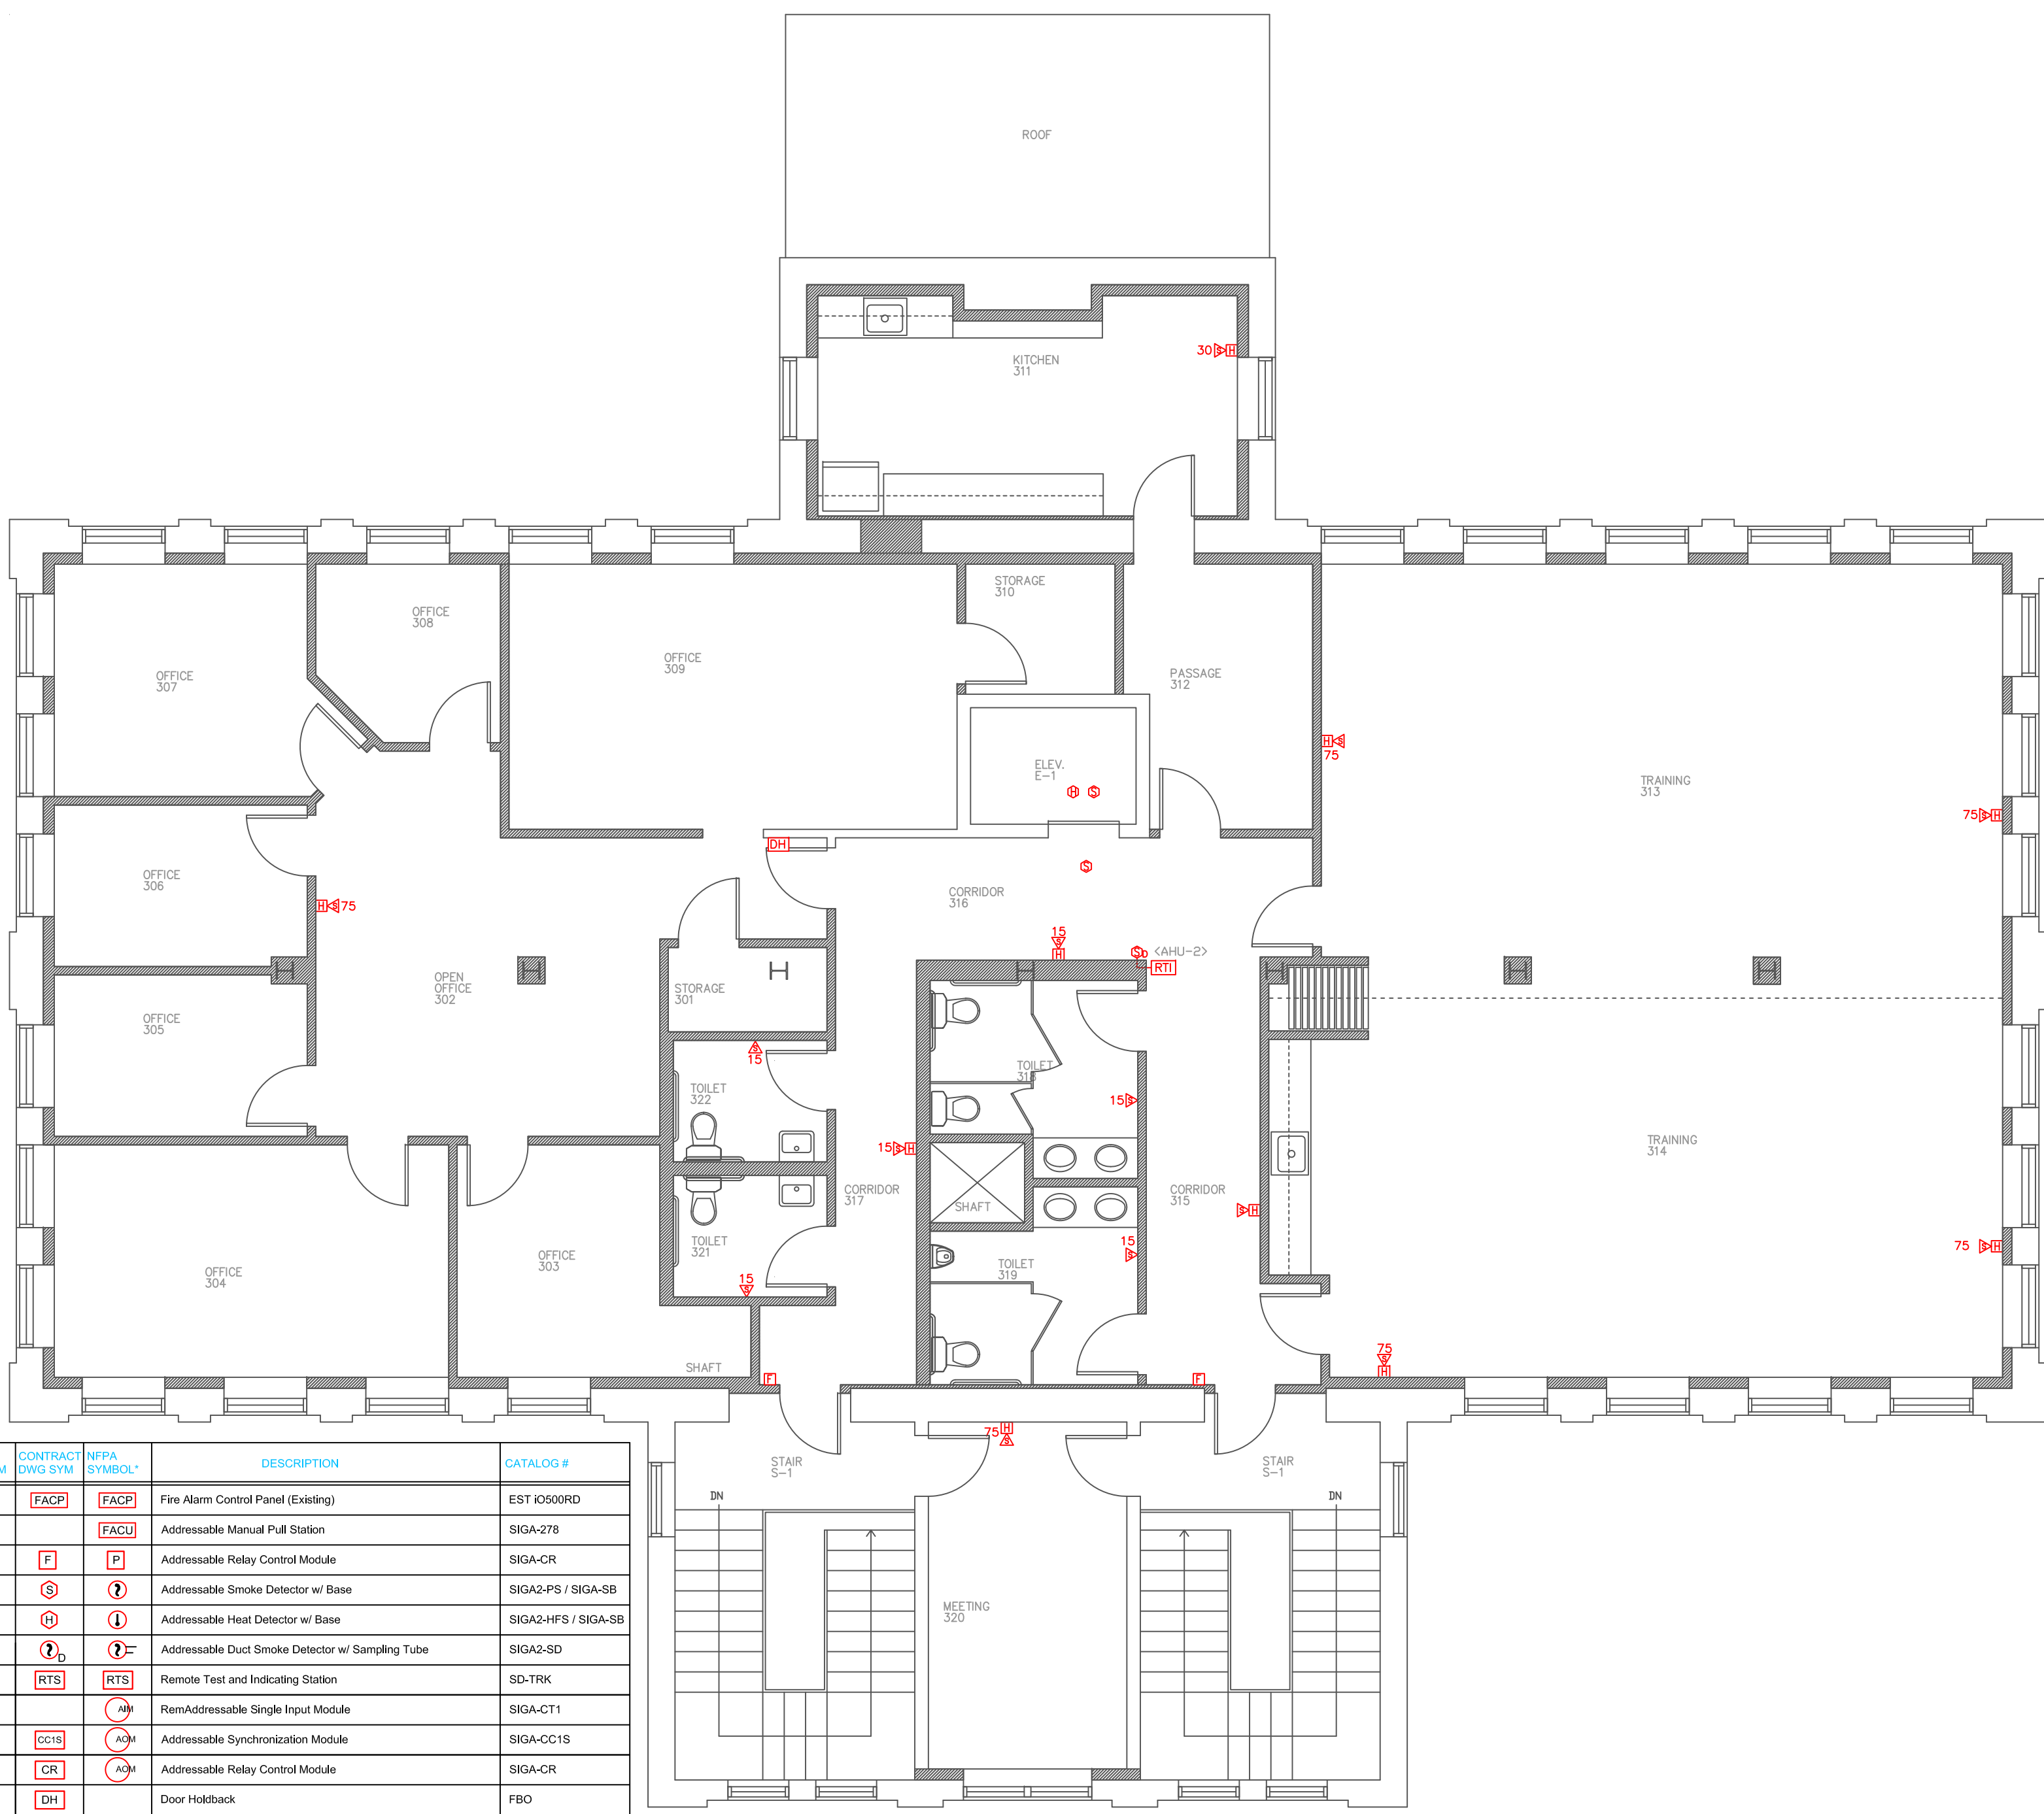 ROOF
KITCHEN
311
30 S H
STORAGE
310
OFFICE
308
OFFICE
309
OFFICE
307
PASSAGE
312
H S
75
ELEV.
E-1
H S
TRAINING
313
75 S H
DH
S
OFFICE
306
CORRIDOR
316
H S 75
15
S
H
SD <AHU-2>
RTI
H
OPEN
OFFICE
302
H
STORAGE
301
H
H
H
H
H
OFFICE
305
S
15
TOILET
318
TOILET
322
15 S
15 S H
TRAINING
314
CORRIDOR
317
CORRIDOR
315
SHAFT
S H
TOILET
321
15
S
OFFICE
303
TOILET
319
75 S H
OFFICE
304
15
S
SHAFT
F
F
75
S
H
75 H
S
STAIR
S-1
STAIR
S-1
DN
DN
MEETING
320
M CONTRACT DWG SYM NFPA SYMBOL* DESCRIPTION CATALOG #
FACP FACP Fire Alarm Control Panel (Existing) EST iO500RD
FACU Addressable Manual Pull Station SIGA-278
F P Addressable Relay Control Module SIGA-CR
S Addressable Smoke Detector w/ Base SIGA2-PS / SIGA-SB
H Addressable Heat Detector w/ Base SIGA2-HFS / SIGA-SB
D Addressable Duct Smoke Detector w/ Sampling Tube SIGA2-SD
RTS RTS Remote Test and Indicating Station SD-TRK
AIM RemAddressable Single Input Module SIGA-CT1
CC1S AOM Addressable Synchronization Module SIGA-CC1S
CR AOM Addressable Relay Control Module SIGA-CR
DH Door Holdback FBO